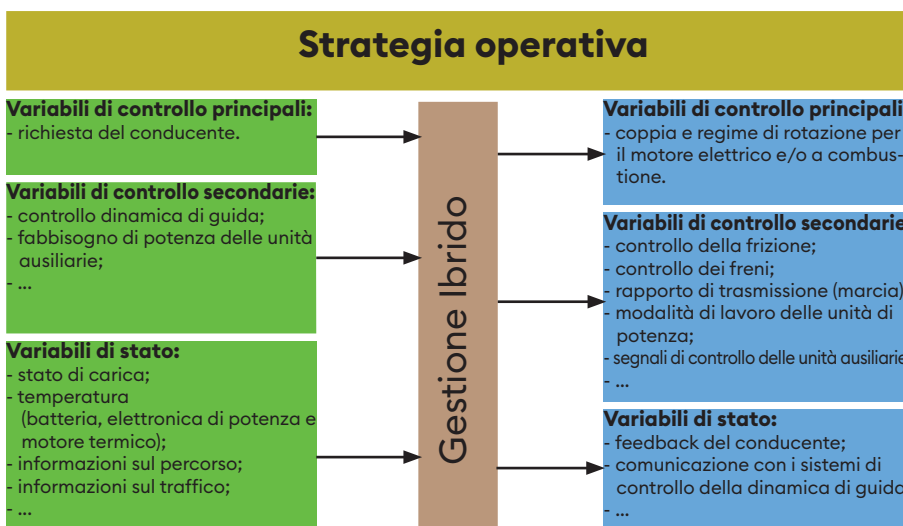 Strategia operativa
Variabili di controllo principali:
- richiesta del conducente.
Variabili di controllo secondarie:
- controllo dinamica di guida;
- fabbisogno di potenza delle unità
ausiliarie;
- ...
Variabili di stato:
- stato di carica;
- temperatura
(batteria, elettronica di potenza e
motore termico);
- informazioni sul percorso;
- informazioni sul traffico;
- ...
Gestione Ibrido
Variabili di controllo principali
- coppia e regime di rotazione per
il motore elettrico e/o a combus-
tione.
Variabili di controllo secondarie
- controllo della frizione;
- controllo dei freni;
- rapporto di trasmissione (marcia)
- modalità di lavoro delle unità di
potenza;
- segnali di controllo delle unità ausiliarie
- ...
Variabili di stato:
- feedback del conducente;
- comunicazione con i sistemi di
controllo della dinamica di guida
- ...